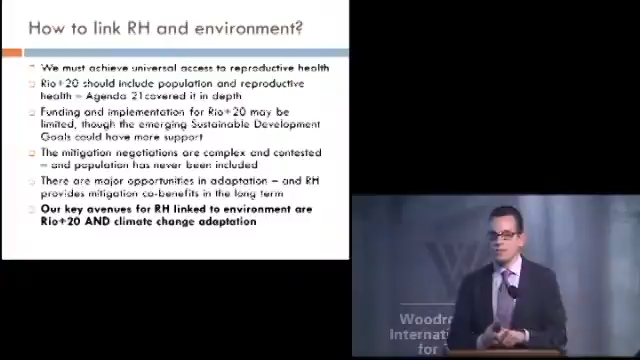 How to link RH and environment?
We must achieve universal access to reproductive health
Rio+20 should include population and reproductive
health – Agenda 21covered it in depth
Funding and implementation for Rio+20 may be
limited, though the emerging Sustainable Development
Goals could have more support
The mitigation negotiations are complex and contested
– and population has never been included
There are major opportunities in adaptation – and RH
provides mitigation co-benefits in the long term
Our key avenues for RH linked to environment are
Rio+20 AND climate change adaptation
W
Woodro
Internation
for